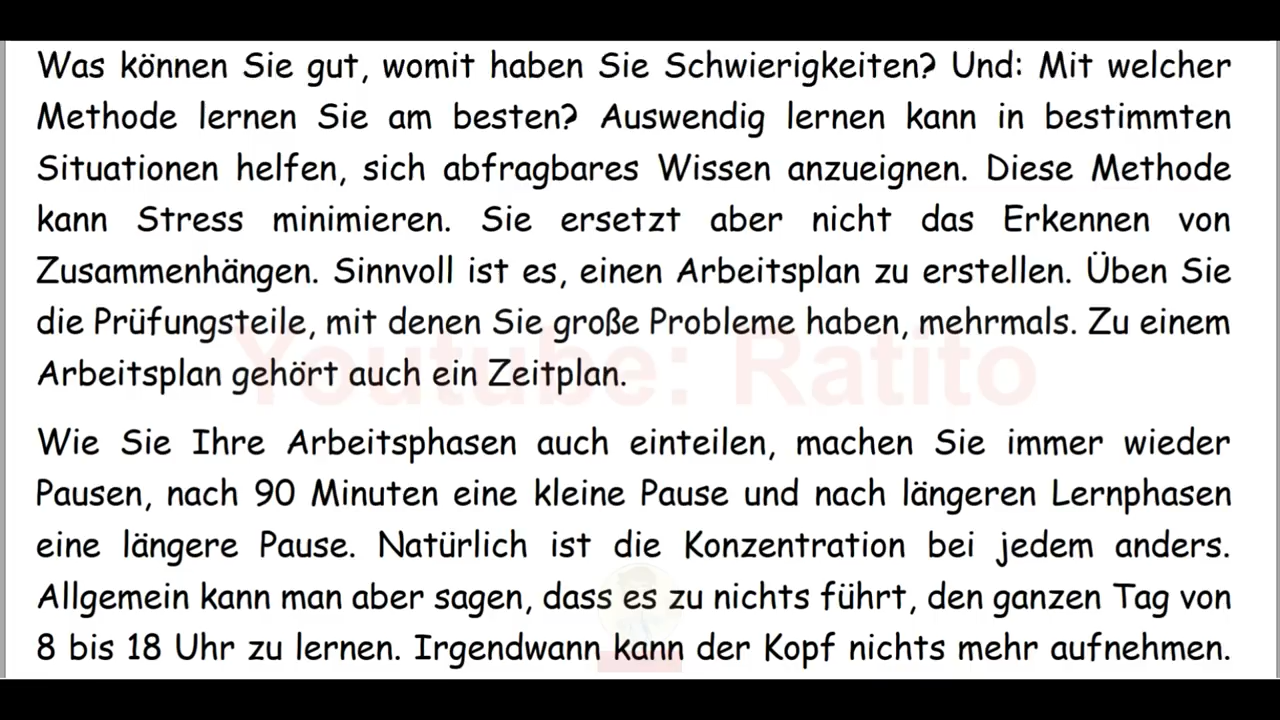 Was können Sie gut, womit haben Sie Schwierigkeiten? Und: Mit welcher
Methode lernen Sie am besten? Auswendig lernen kann in bestimmten
Situationen helfen, sich abfragbares Wissen anzueignen. Diese Methode
kann Stress minimieren. Sie ersetzt aber nicht das Erkennen von
Zusammenhängen. Sinnvoll ist es, einen Arbeitsplan zu erstellen. Üben Sie
die Prüfungsteile, mit denen Sie große Probleme haben, mehrmals. Zu einem
Youtube: Ratito
Arbeitsplan gehört auch ein Zeitplan.
Wie Sie Ihre Arbeitsphasen auch einteilen, machen Sie immer wieder
Pausen, nach 90 Minuten eine kleine Pause und nach längeren Lernphasen
eine längere Pause. Natürlich ist die Konzentration bei jedem anders.
Allgemein kann man aber sagen, dass es zu nichts führt, den ganzen Tag von
8 bis 18 Uhr zu lernen. Irgendwann kann der Kopf nichts mehr aufnehmen.